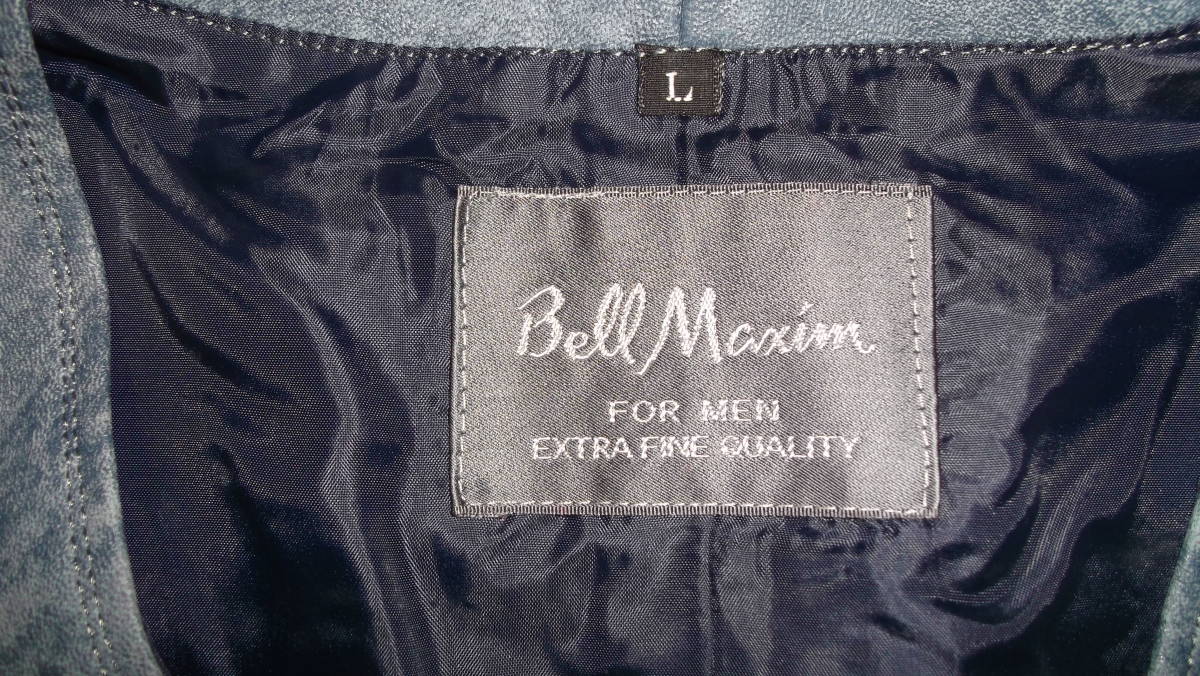 L
Bell Maxim
FOR MEN
EXTRA FINE QUALITY